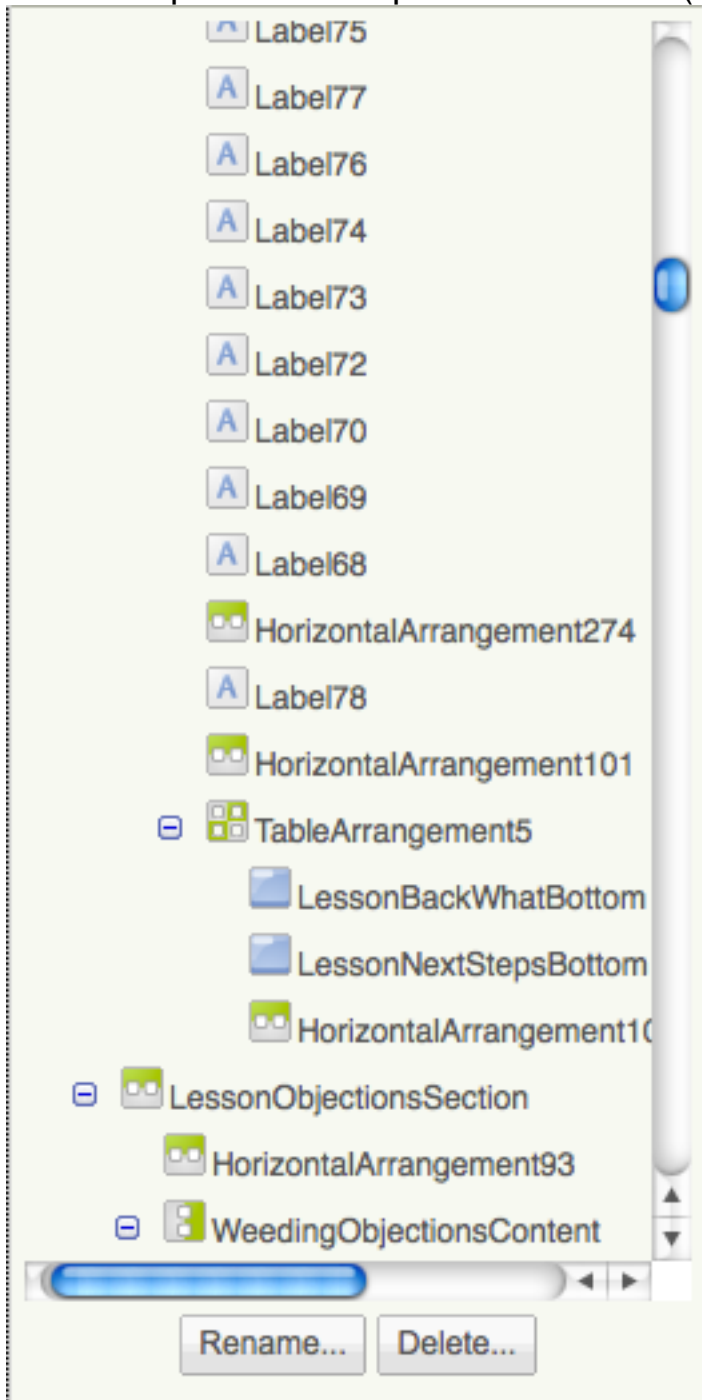 Label75
Label77
Label76
Label74
Label73
Label72
Label70
Label69
Label68
HorizontalArrangement274
Label78
HorizontalArrangement101
TableArrangement5
LessonBackWhatBottom
LessonNextStepsBottom
HorizontalArrangement10
LessonObjectionsSection
HorizontalArrangement93
WeedingObjectionsContent
Rename... Delete...